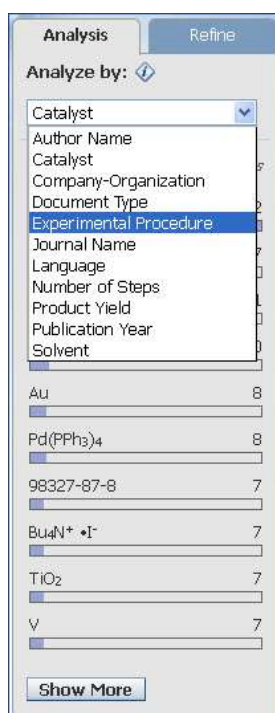 Analysis
Refine
Analyze by:
Catalyst
Author Name
Catalyst
Company-Organization
Document Type
Experimental Procedure
Journal Name
Language
Number of Steps
Product Yield
Publication Year
Solvent
Au 8
Pd(PPh₃)₄ 8
98327-87-8 7
Bu₄N⁺ •I⁻ 7
TiO₂ 7
V 7
Show More